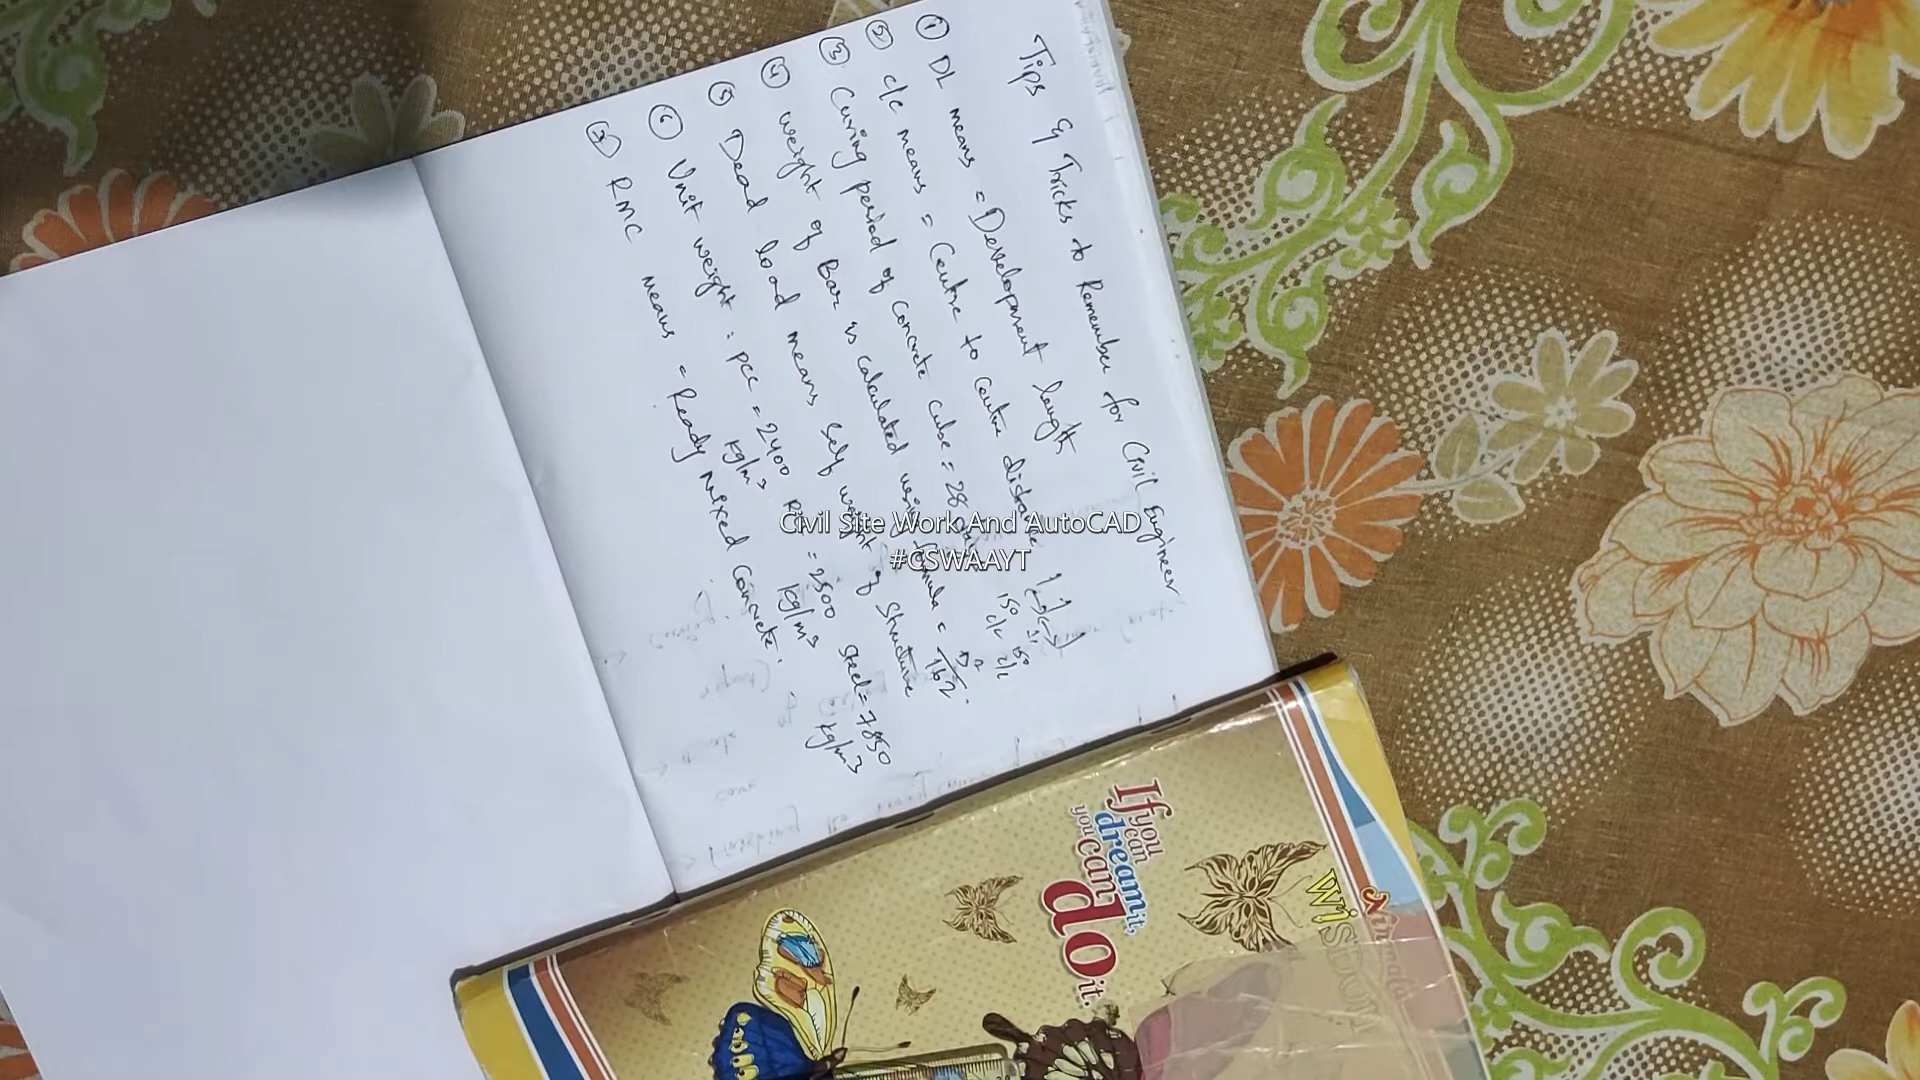 Tips & Tricks to Remember for Civil Engineer
① DL means = Development length
② c/c means = Centre to centre distance
150 c/c 150 c/c
③ Curing period of concrete cube = 28
④ weight of Bar is calculated using formula = D²/162.
⑤ Dead load means Self weight of Structure
⑥ Unit weight : PCC = 2400 kg/m3 = 2500 kg/m3 Steel = 7850 kg/m3
⑦ RMC means = Ready Mixed Concrete.
Civil Site Work And AutoCAD
#CSWAAYT
If you
can
dream it,
you can
do it.
WISDOM